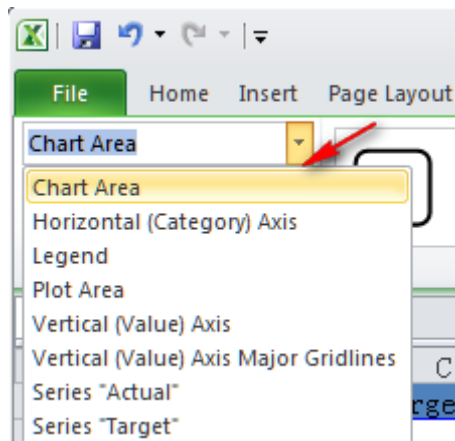 File Home Insert Page Layout
Chart Area
Chart Area
Horizontal (Category) Axis
Legend
Plot Area
Vertical (Value) Axis
Vertical (Value) Axis Major Gridlines
C
Series "Actual"
rge
Series "Target"